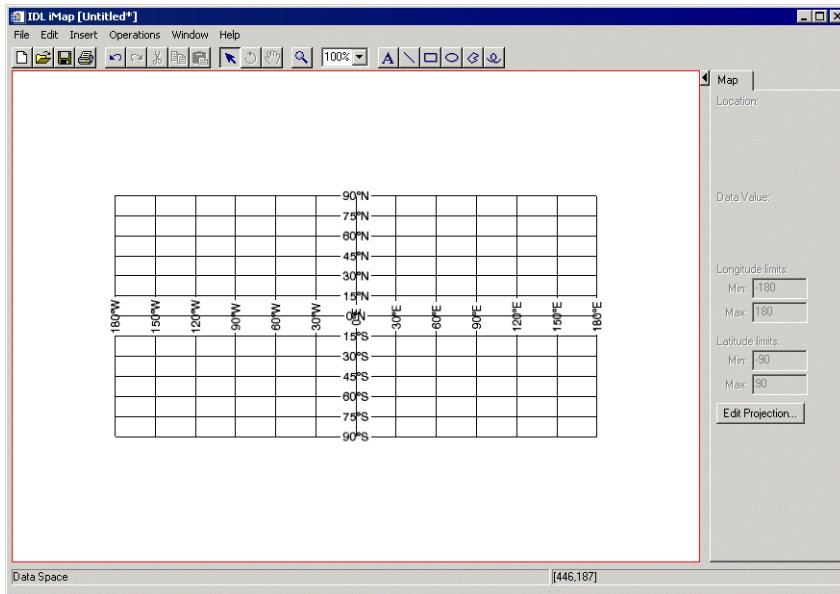 IDL iMap [Untitled*]
File Edit Insert Operations Window Help
100%
A
Map
Location:
Data Value:
Longitude limits:
Min: -180
Max: 180
Latitude limits:
Min: -90
Max: 90
Edit Projection...
90°N
75°N
60°N
45°N
30°N
15°N
180°W 150°W 120°W 90°W 60°W 30°W 0°N 0°E 30°E 60°E 90°E 120°E 150°E 180°E
15°S
30°S
45°S
60°S
75°S
90°S
Data Space [446,187]